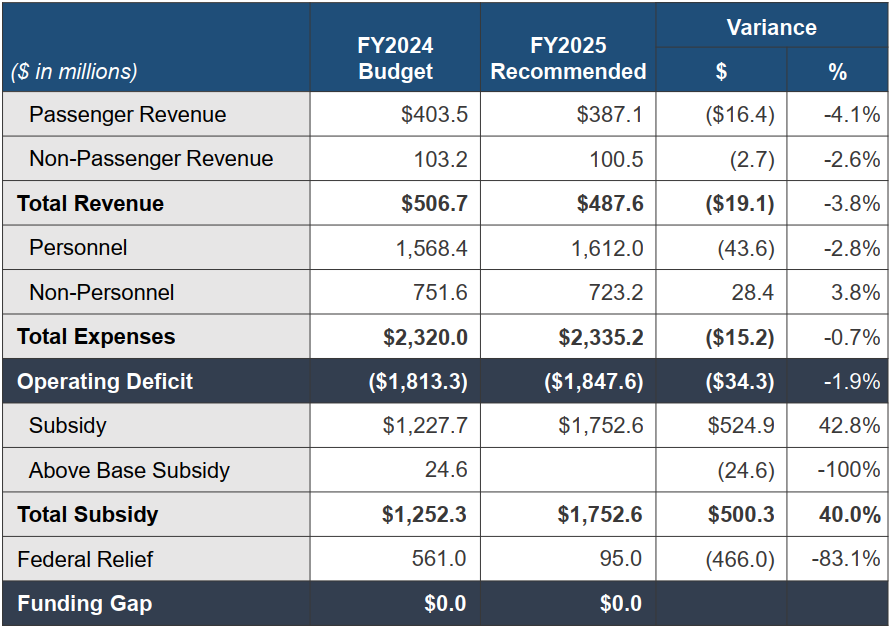 Variance
FY2024 FY2025
($ in millions) Budget Recommended $ %
Passenger Revenue $403.5 $387.1 ($16.4) -4.1%
Non-Passenger Revenue 103.2 100.5 (2.7) -2.6%
Total Revenue $506.7 $487.6 ($19.1) -3.8%
Personnel 1,568.4 1,612.0 (43.6) -2.8%
Non-Personnel 751.6 723.2 28.4 3.8%
Total Expenses $2,320.0 $2,335.2 ($15.2) -0.7%
Operating Deficit ($1,813.3) ($1,847.6) ($34.3) -1.9%
Subsidy $1,227.7 $1,752.6 $524.9 42.8%
Above Base Subsidy 24.6 (24.6) -100%
Total Subsidy $1,252.3 $1,752.6 $500.3 40.0%
Federal Relief 561.0 95.0 (466.0) -83.1%
Funding Gap $0.0 $0.0